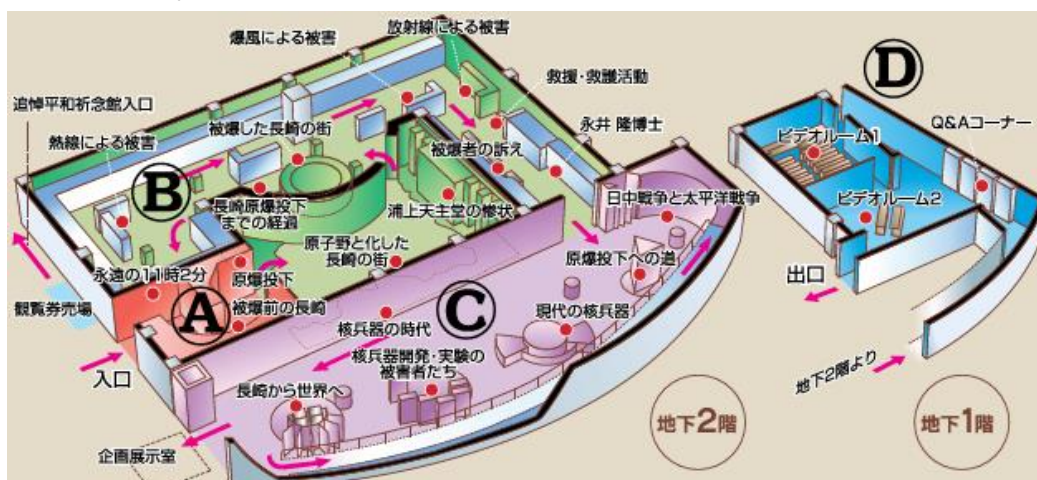 爆風による被害
放射線による被害
救援・救護活動
永井 隆博士
追悼平和祈念館入口
熱線による被害
被爆した長崎の街
被爆者の訴え
B
長崎原爆投下
までの経過
浦上天主堂の惨状
日中戦争と太平洋戦争
原子野と化した
長崎の街
原爆投下への道
永遠の11時2分
原爆投下
観覧券売場
A
被爆前の長崎
入口
核兵器の時代
C
現代の核兵器
核兵器開発・実験の
被害者たち
長崎から世界へ
企画展示室
地下2階
D
ビデオルーム1
Q&Aコーナー
ビデオルーム2
出口
地下2階より
地下1階